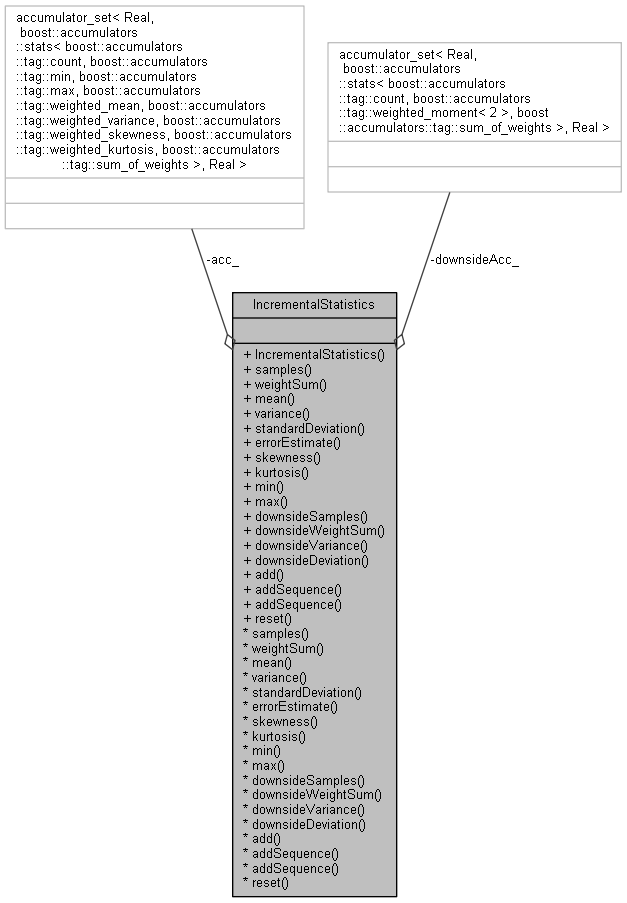 accumulator_set< Real,
boost::accumulators
::stats< boost::accumulators
::tag::count, boost::accumulators
::tag::min, boost::accumulators
::tag::max, boost::accumulators
::tag::weighted_mean, boost::accumulators
::tag::weighted_variance, boost::accumulators
::tag::weighted_skewness, boost::accumulators
::tag::weighted_kurtosis, boost::accumulators
::tag::sum_of_weights >, Real >
accumulator_set< Real,
boost::accumulators
::stats< boost::accumulators
::tag::count, boost::accumulators
::tag::weighted_moment< 2 >, boost
::accumulators::tag::sum_of_weights >, Real >
-acc_
-downsideAcc_
IncrementalStatistics
+ IncrementalStatistics()
+ samples()
+ weightSum()
+ mean()
+ variance()
+ standardDeviation()
+ errorEstimate()
+ skewness()
+ kurtosis()
+ min()
+ max()
+ downsideSamples()
+ downsideWeightSum()
+ downsideVariance()
+ downsideDeviation()
+ add()
+ addSequence()
+ addSequence()
+ reset()
* samples()
* weightSum()
* mean()
* variance()
* standardDeviation()
* errorEstimate()
* skewness()
* kurtosis()
* min()
* max()
* downsideSamples()
* downsideWeightSum()
* downsideVariance()
* downsideDeviation()
* add()
* addSequence()
* addSequence()
* reset()